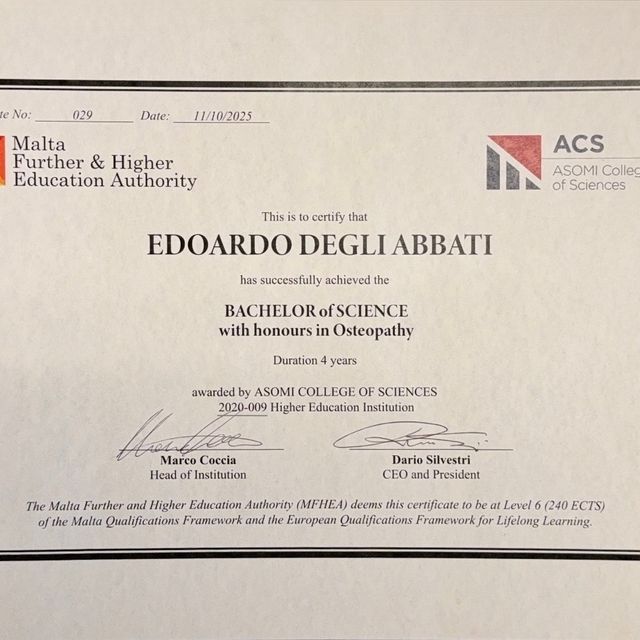 te No: 029 Date: 11/10/2025
Malta
Further & Higher
Education Authority
ACS
ASOMI Colleg
of Sciences
This is to certify that
EDOARDO DEGLI ABBATI
has successfully achieved the
BACHELOR of SCIENCE
with honours in Osteopathy
Duration 4 years
awarded by ASOMI COLLEGE OF SCIENCES
2020-009 Higher Education Institution
Marco Coccia
Head of Institution
Dario Silvestri
CEO and President
The Malta Further and Higher Education Authority (MFHEA) deems this certificate to be at Level 6 (240 ECTS)
of the Malta Qualifications Framework and the European Qualifications Framework for Lifelong Learning.